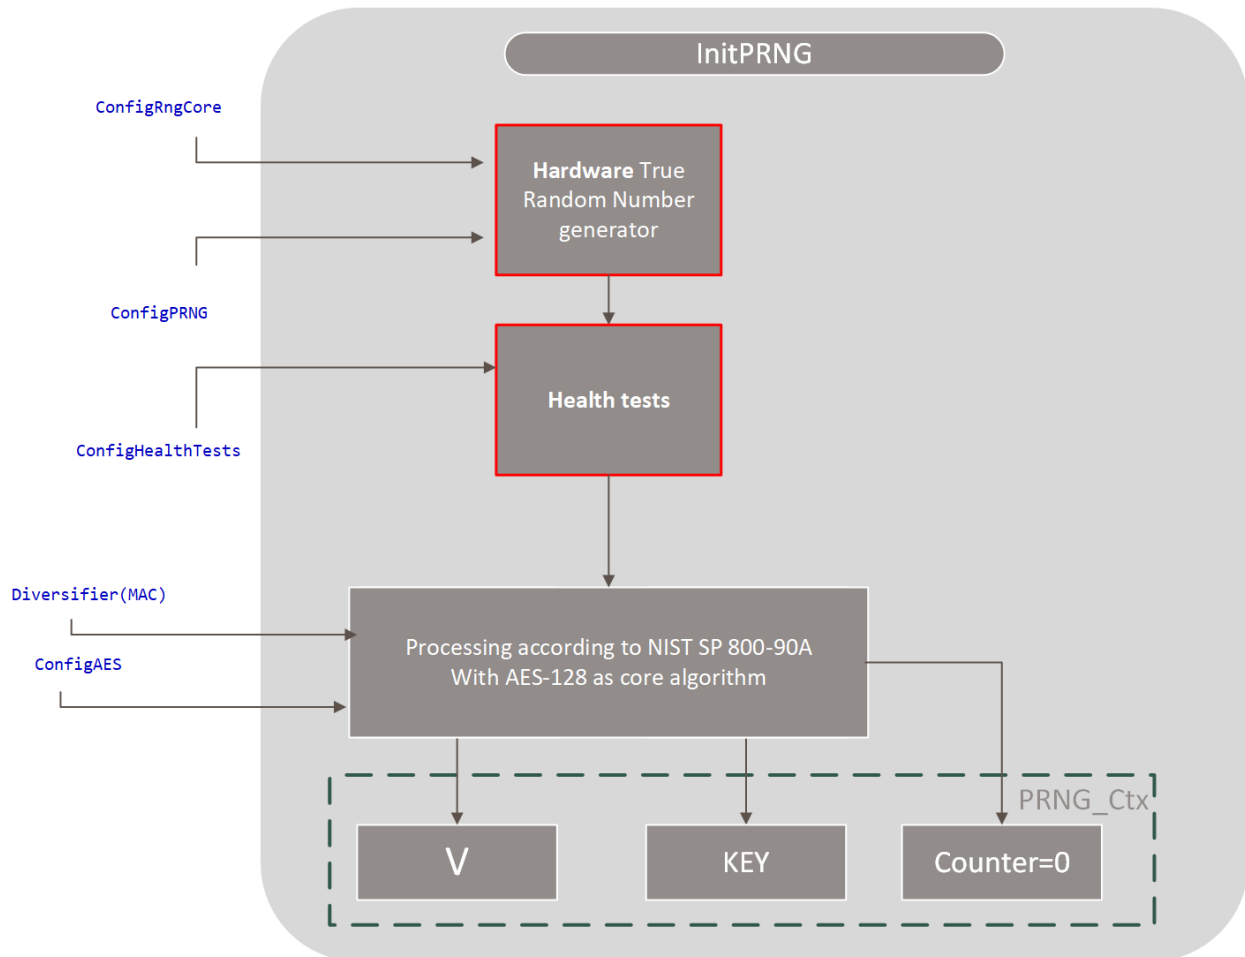 InitPRNG
ConfigRngCore
Hardware True
Random Number
generator
ConfigPRNG
Health tests
ConfigHealthTests
Diversifier(MAC)
Processing according to NIST SP 800-90A
With AES-128 as core algorithm
ConfigAES
PRNG_Ctx
V
KEY
Counter=0